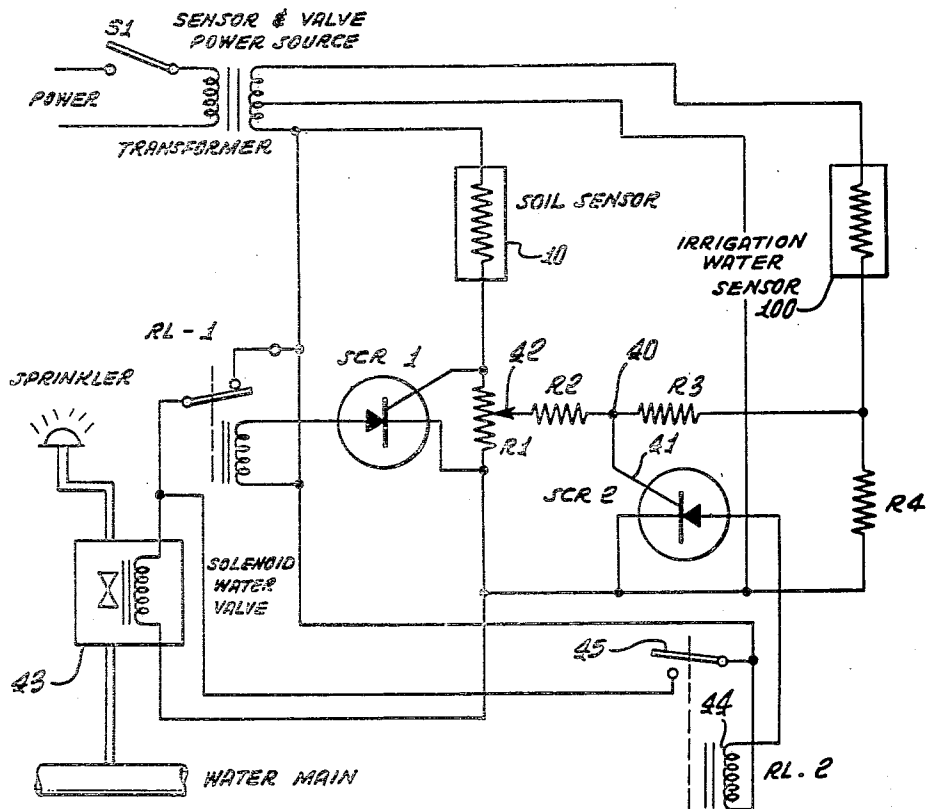 S1
SENSOR & VALVE
POWER SOURCE
POWER
TRANSFORMER
SOIL SENSOR
10
IRRIGATION
WATER
SENSOR
100
RL-1
SCR 1
42
40
R2
R3
SPRINKLER
R1
41
SCR 2
R4
SOLENOID
WATER
VALVE
45
43
44
RL.2
WATER MAIN